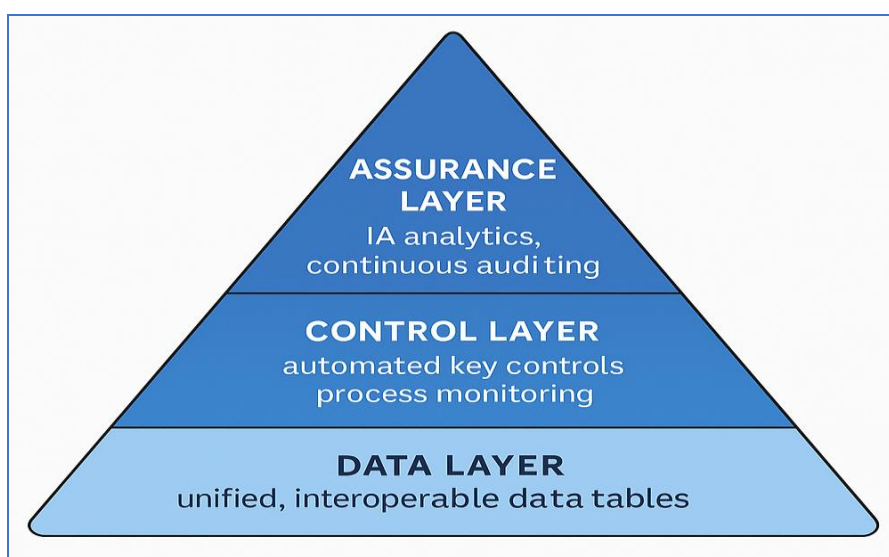 ASSURANCE
LAYER
IA analytics,
continuous auditing
CONTROL LAYER
automated key controls
process monitoring
DATA LAYER
unified, interoperable data tables